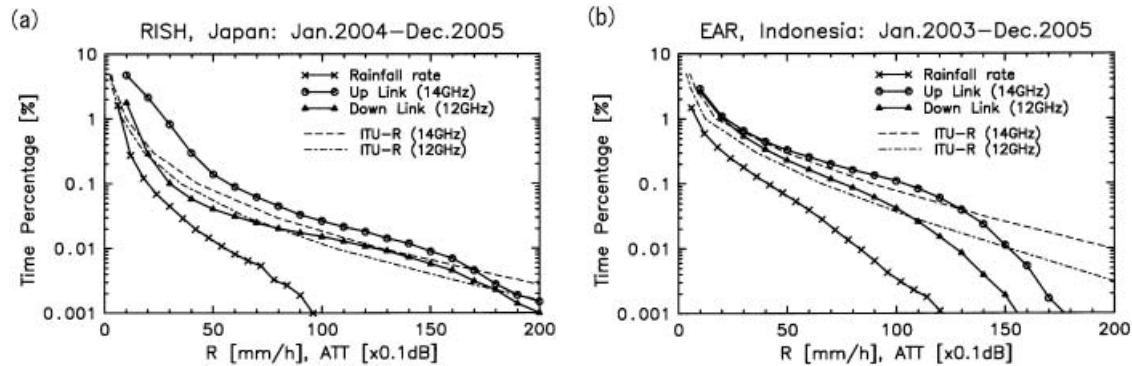 (a)
RISH, Japan: Jan.2004–Dec.2005
Time Percentage [%]
10
1
0.1
0.01
0.001
Rainfall rate
Up Link (14GHz)
Down Link (12GHz)
ITU-R (14GHz)
ITU-R (12GHz)
0 50 100 150 200
R [mm/h], ATT [x0.1dB]
(b)
EAR, Indonesia: Jan.2003–Dec.2005
Time Percentage [%]
10
1
0.1
0.01
0.001
Rainfall rate
Up Link (14GHz)
Down Link (12GHz)
ITU-R (14GHz)
ITU-R (12GHz)
0 50 100 150 200
R [mm/h], ATT [x0.1dB]